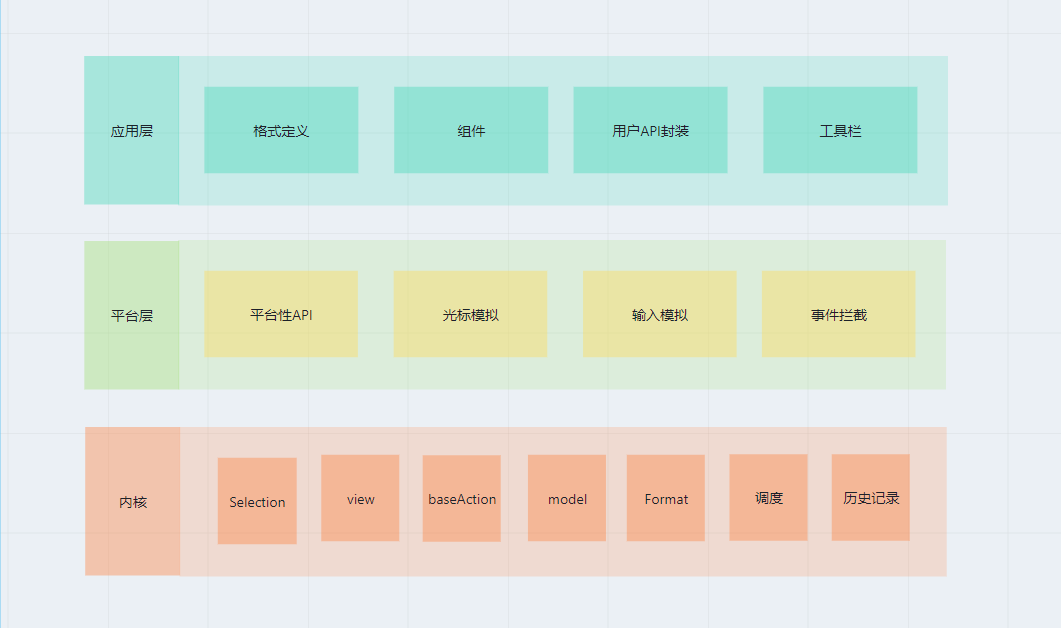 应用层
格式定义
组件
用户API封装
工具栏
平台层
平台性API
光标模拟
输入模拟
事件拦截
内核
Selection
view
baseAction
model
Format
调度
历史记录